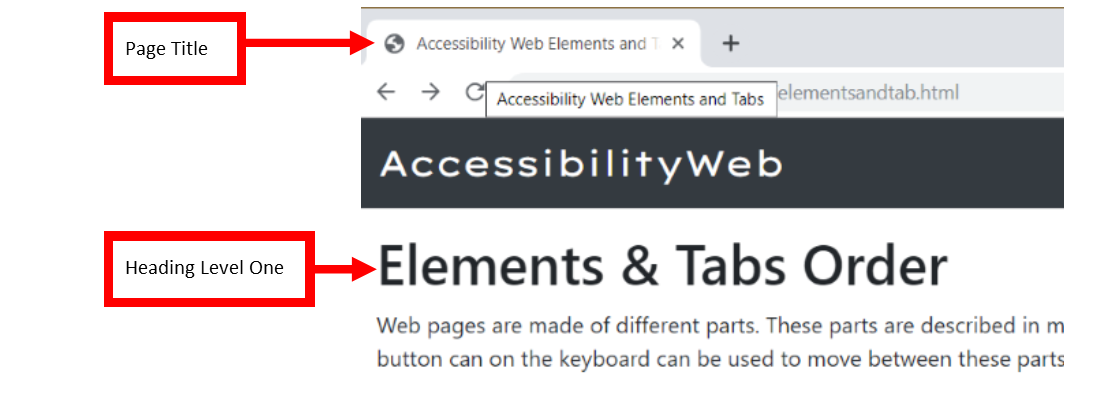 Page Title
Accessibility Web Elements and
Accessibility Web Elements and Tabs
elementsandtab.html
AccessibilityWeb
Heading Level One
Elements & Tabs Order
Web pages are made of different parts. These parts are described in
button can on the keyboard can be used to move between these parts